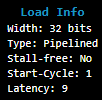 Load Info
Width: 32 bits
Type: Pipelined
Stall-free: No
Start-Cycle: 1
Latency: 9